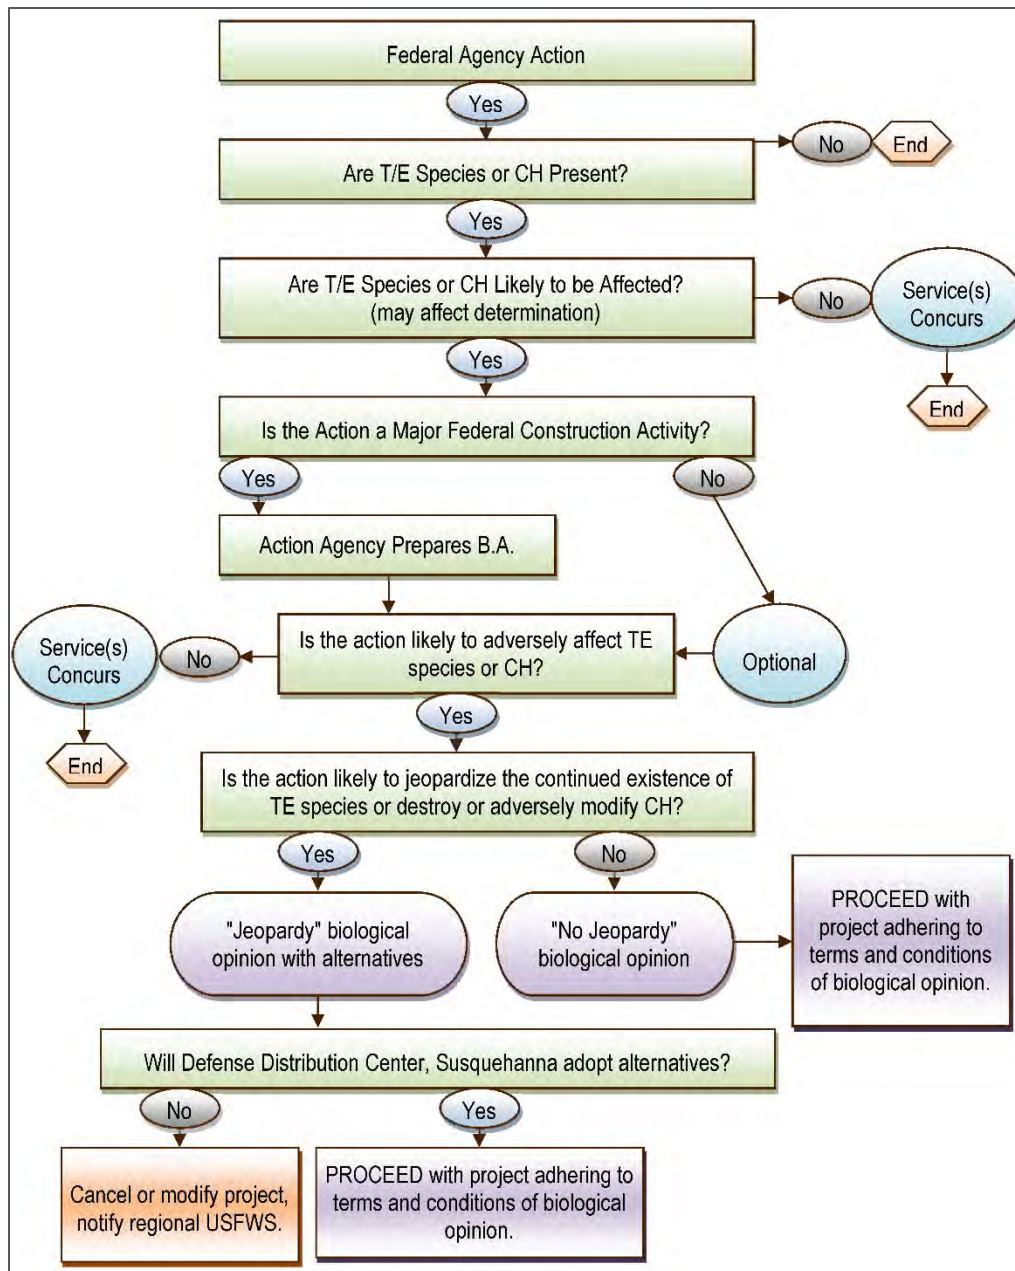 Federal Agency Action
Yes
No
End
Are T/E Species or CH Present?
Yes
Are T/E Species or CH Likely to be Affected?
(may affect determination)
No
Service(s)
Concurs
Yes
End
Is the Action a Major Federal Construction Activity?
Yes
No
Action Agency Prepares B.A.
Service(s)
Concurs
No
Is the action likely to adversely affect TE
species or CH?
Optional
Yes
End
Is the action likely to jeopardize the continued existence of
TE species or destroy or adversely modify CH?
Yes
No
"Jeopardy" biological
opinion with alternatives
"No Jeopardy"
biological opinion
PROCEED with
project adhering to
terms and conditions
of biological opinion.
Will Defense Distribution Center, Susquehanna adopt alternatives?
No
Yes
Cancel or modify project,
notify regional USFWS.
PROCEED with project adhering to
terms and conditions of biological
opinion.